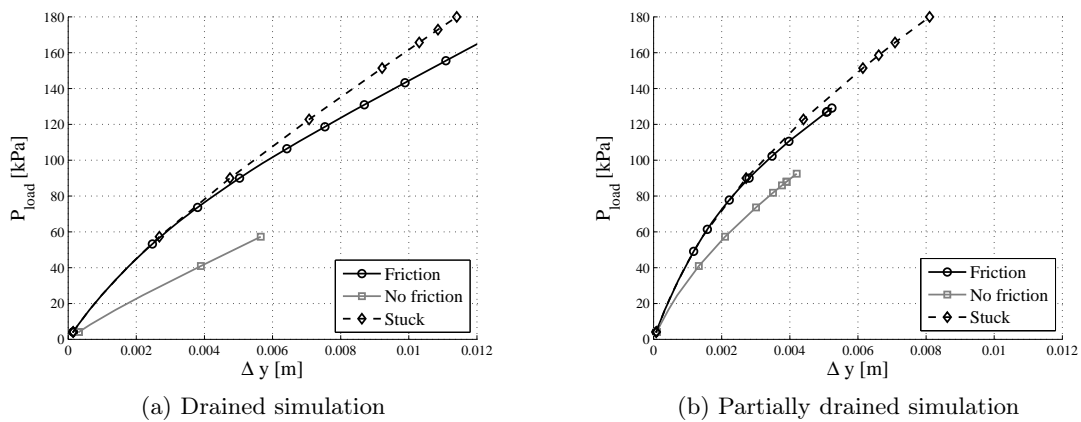 180
160
140
120
100
80
60
40
20
0
P_load [kPa]
0 0.002 0.004 0.006 0.008 0.01 0.012
Δ y [m]
Friction
No friction
Stuck
(a) Drained simulation
180
160
140
120
100
80
60
40
20
0
P_load [kPa]
0 0.002 0.004 0.006 0.008 0.01 0.012
Δ y [m]
Friction
No friction
Stuck
(b) Partially drained simulation